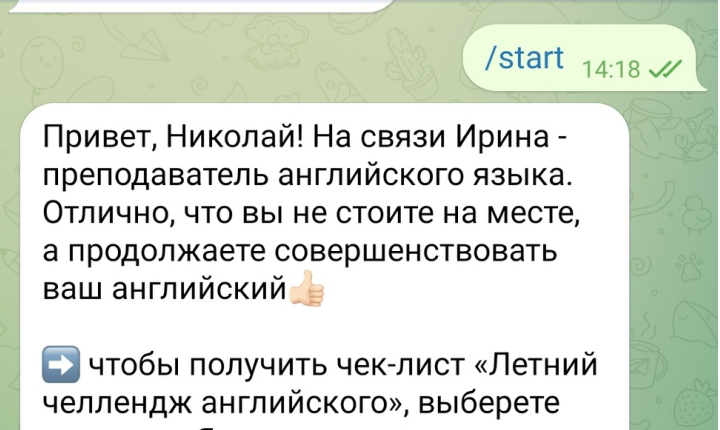 /start
14:18
Привет, Николай! На связи Ирина -
преподаватель английского языка.
Отлично, что вы не стоите на месте,
а продолжаете совершенствовать
ваш английский👍🏻
➡️ чтобы получить чек-лист «Летний
челлендж английского», выберете